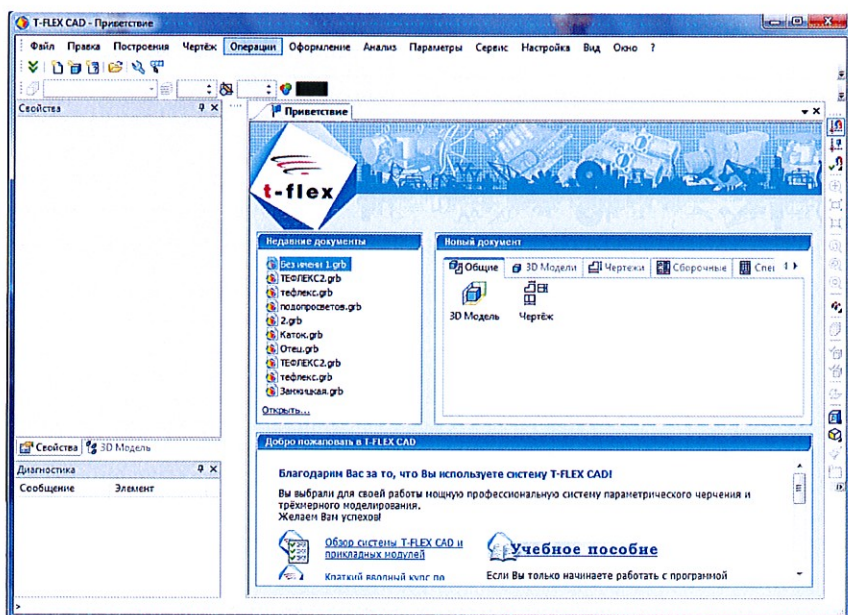 T-FLEX CAD - Приветствие
Файл Правка Построения Чертёж Операции Оформление Анализ Параметры Сервис Настройка Вид Окно ?
Свойства
Приветствие
t-flex
Недавние документы
Без имени 1.grb
ТЕФЛЕКС2.grb
тефлекс.grb
подопросветов.grb
2.grb
Каток.grb
Отец.grb
ТЕФЛЕКС2.grb
тефлекс.grb
Открыть...
Новый документ
Общие 3D Модели Чертежи Сборочные Спец
3D Модель Чертёж
Свойства 3D Модель
Диагностика
Сообщение Элемент
Добро пожаловать в T-FLEX CAD
Благодарим Вас за то, что Вы используете систему T-FLEX CAD!
Вы выбрали для своей работы мощную профессиональную систему параметрического черчения и
трёхмерного моделирования.
Желаем Вам успехов!
Обзор системы T-FLEX CAD и
прикладных модулей
Краткий вводный курс по
Учебное пособие
Если Вы только начинаете работать с программой
>